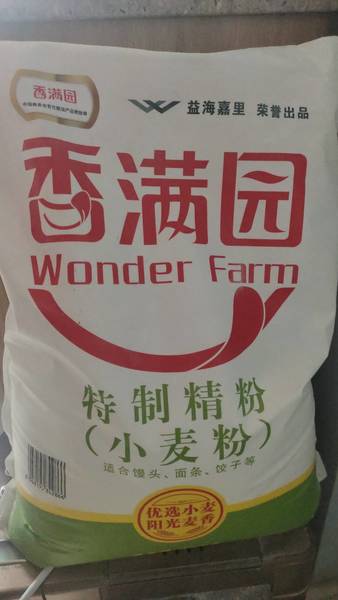 香满园
益海嘉里 荣誉出品
香满园
Wonder Farm
特制精粉
(小麦粉)
适合馒头、面条、饺子等
优选小麦
阳光麦香